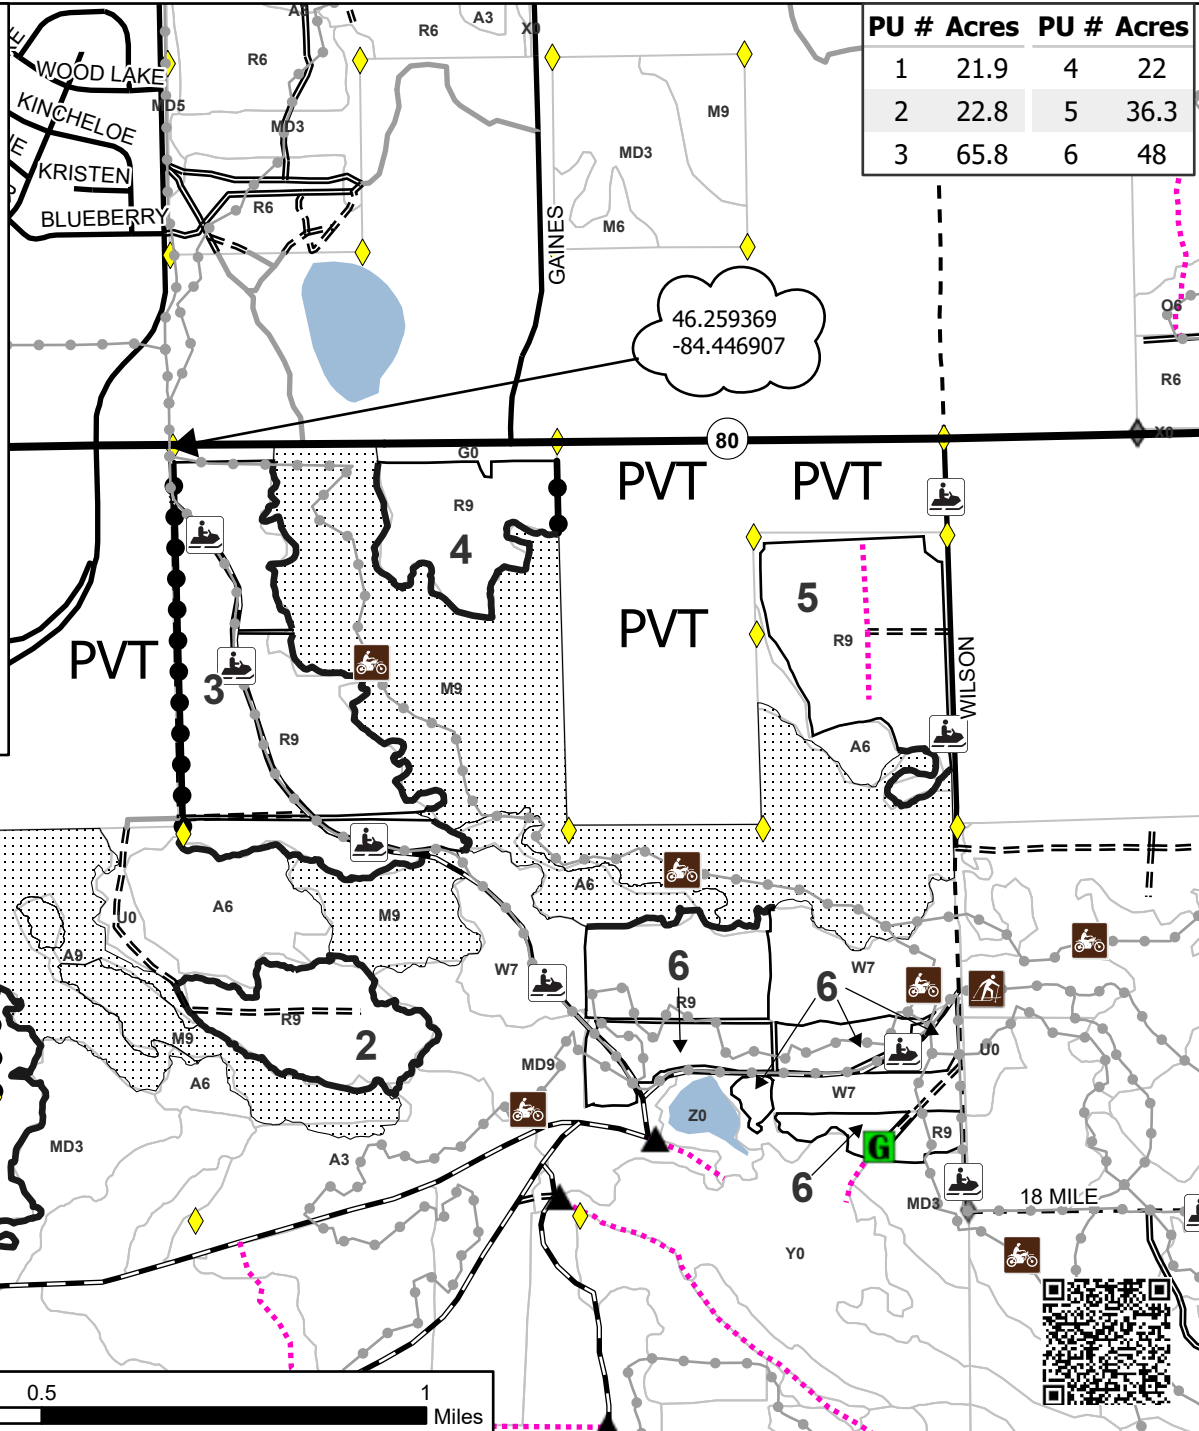 PU # Acres PU # Acres
1 21.9 4 22
2 22.8 5 36.3
3 65.8 6 48
A3
R6
R6
WOOD LAKE
MD5
KINCHELOE
MD3
KRISTEN
BLUEBERRY
R6
M9
MD3
M6
GAINES
46.259369
-84.446907
O6
R6
X0
80
G0
PVT
PVT
R9
4
5
R9
PVT
PVT
3
M9
R9
A6
WILSON
A6
A6
M9
U0
A9
W7
6
R9
W7
6
R9
2
M9
A6
MD9
U0
W7
Z0
G
R9
MD3
A3
6
MD3
18 MILE
Y0
0.5 1
Miles